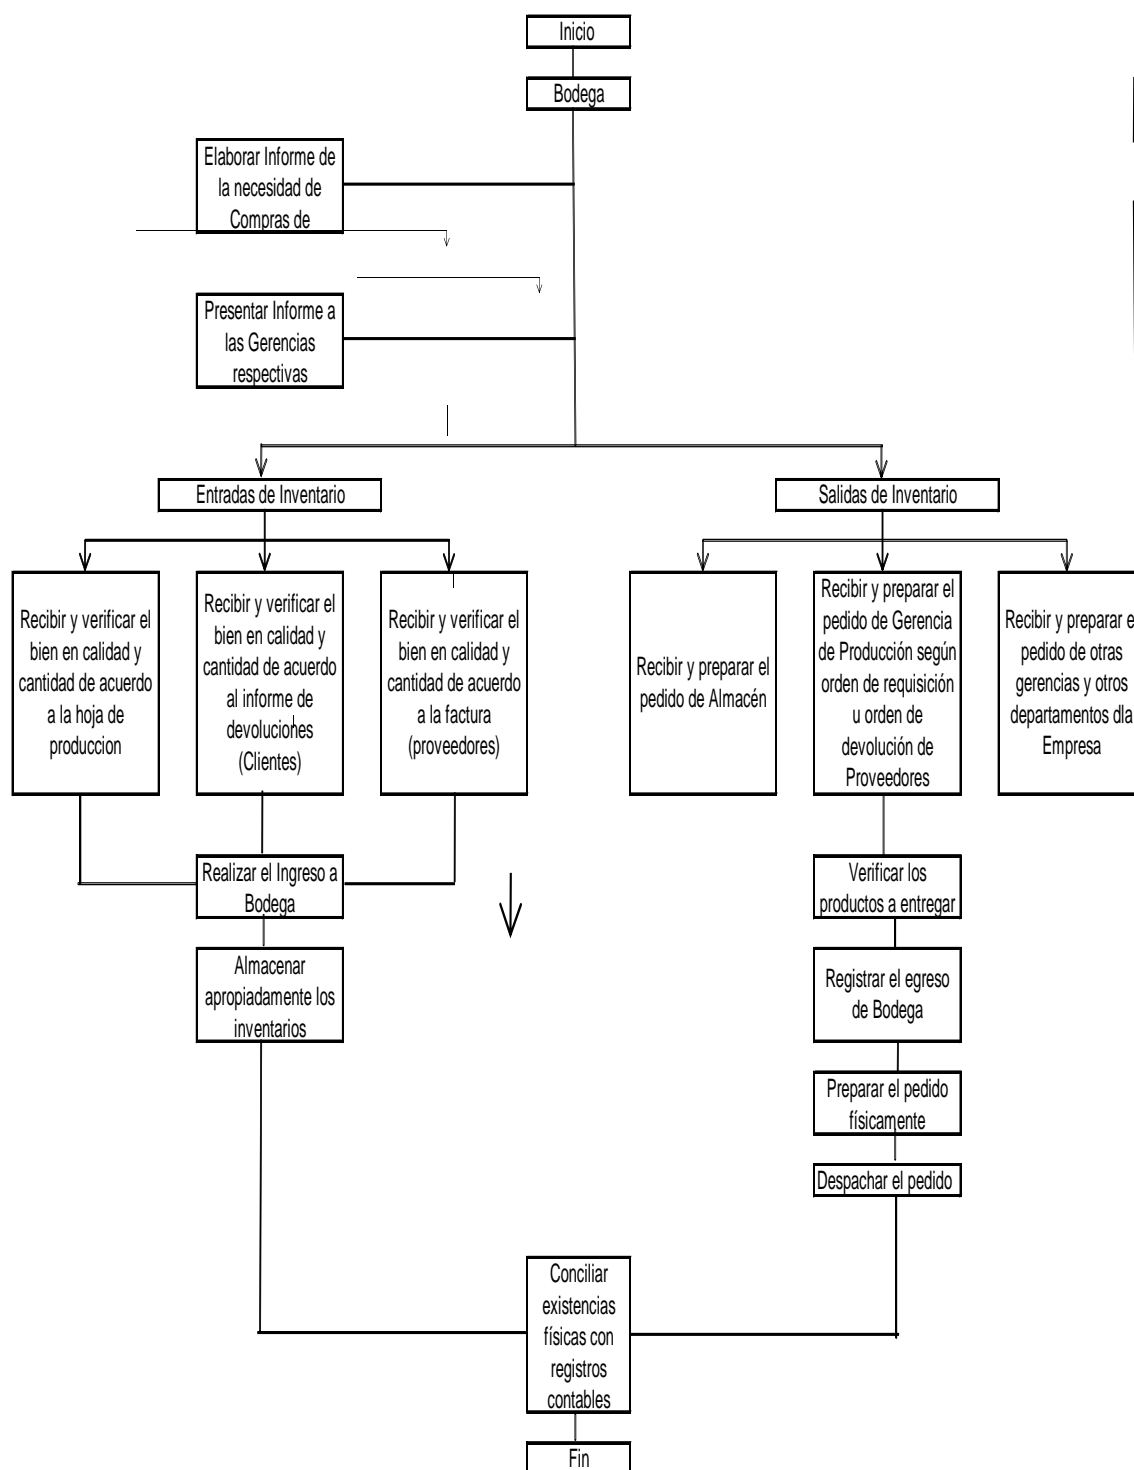 Inicio
Bodega
Elaborar Informe de
la necesidad de
Compras de
Presentar Informe a
las Gerencias
respectivas
Entradas de Inventario
Salidas de Inventario
Recibir y verificar el
bien en calidad y
cantidad de acuerdo
a la hoja de
produccion
Recibir y verificar el
bien en calidad y
cantidad de acuerdo
al informe de
devoluciones
(Clientes)
Recibir y verificar el
bien en calidad y
cantidad de acuerdo
a la factura
(proveedores)
Recibir y preparar el
pedido de Almacén
Recibir y preparar el
pedido de Gerencia
de Producción según
orden de requisición
u orden de
devolución de
Proveedores
Recibir y preparar e
pedido de otras
gerencias y otros
departamentos dla
Empresa
Realizar el Ingreso a
Bodega
Almacenar
apropiadamente los
inventarios
Verificar los
productos a entregar
Registrar el egreso
de Bodega
Preparar el pedido
físicamente
Despachar el pedido
Conciliar
existencias
físicas con
registros
contables
Fin